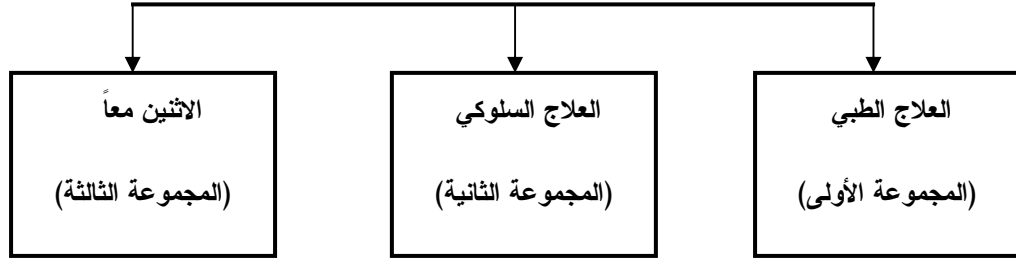 العلاج الطبي
(المجموعة الأولى)
العلاج السلوكي
(المجموعة الثانية)
الاثنين معاً
(المجموعة الثالثة)